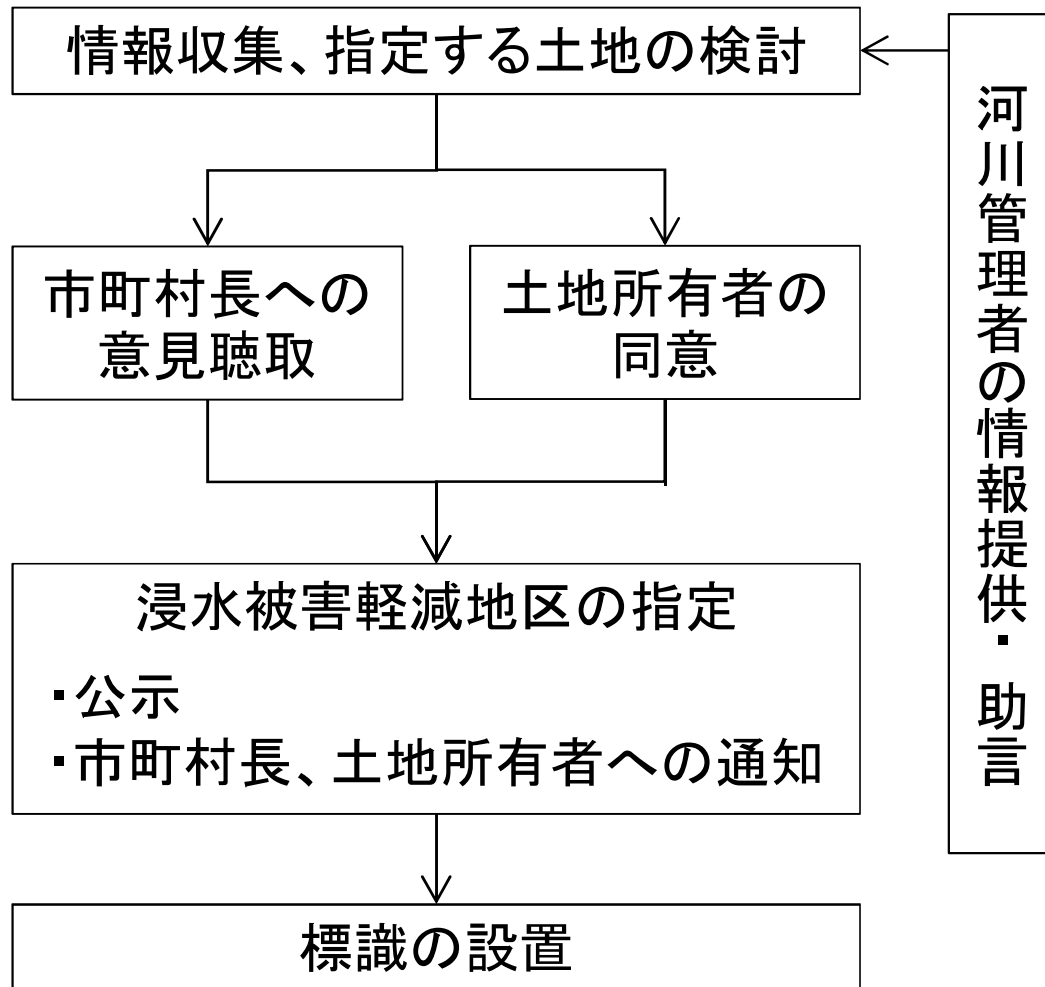 情報収集、指定する土地の検討
市町村長への
意見聴取
土地所有者の
同意
浸水被害軽減地区の指定
・公示
・市町村長、土地所有者への通知
標識の設置
河川管理者の情報提供・助言